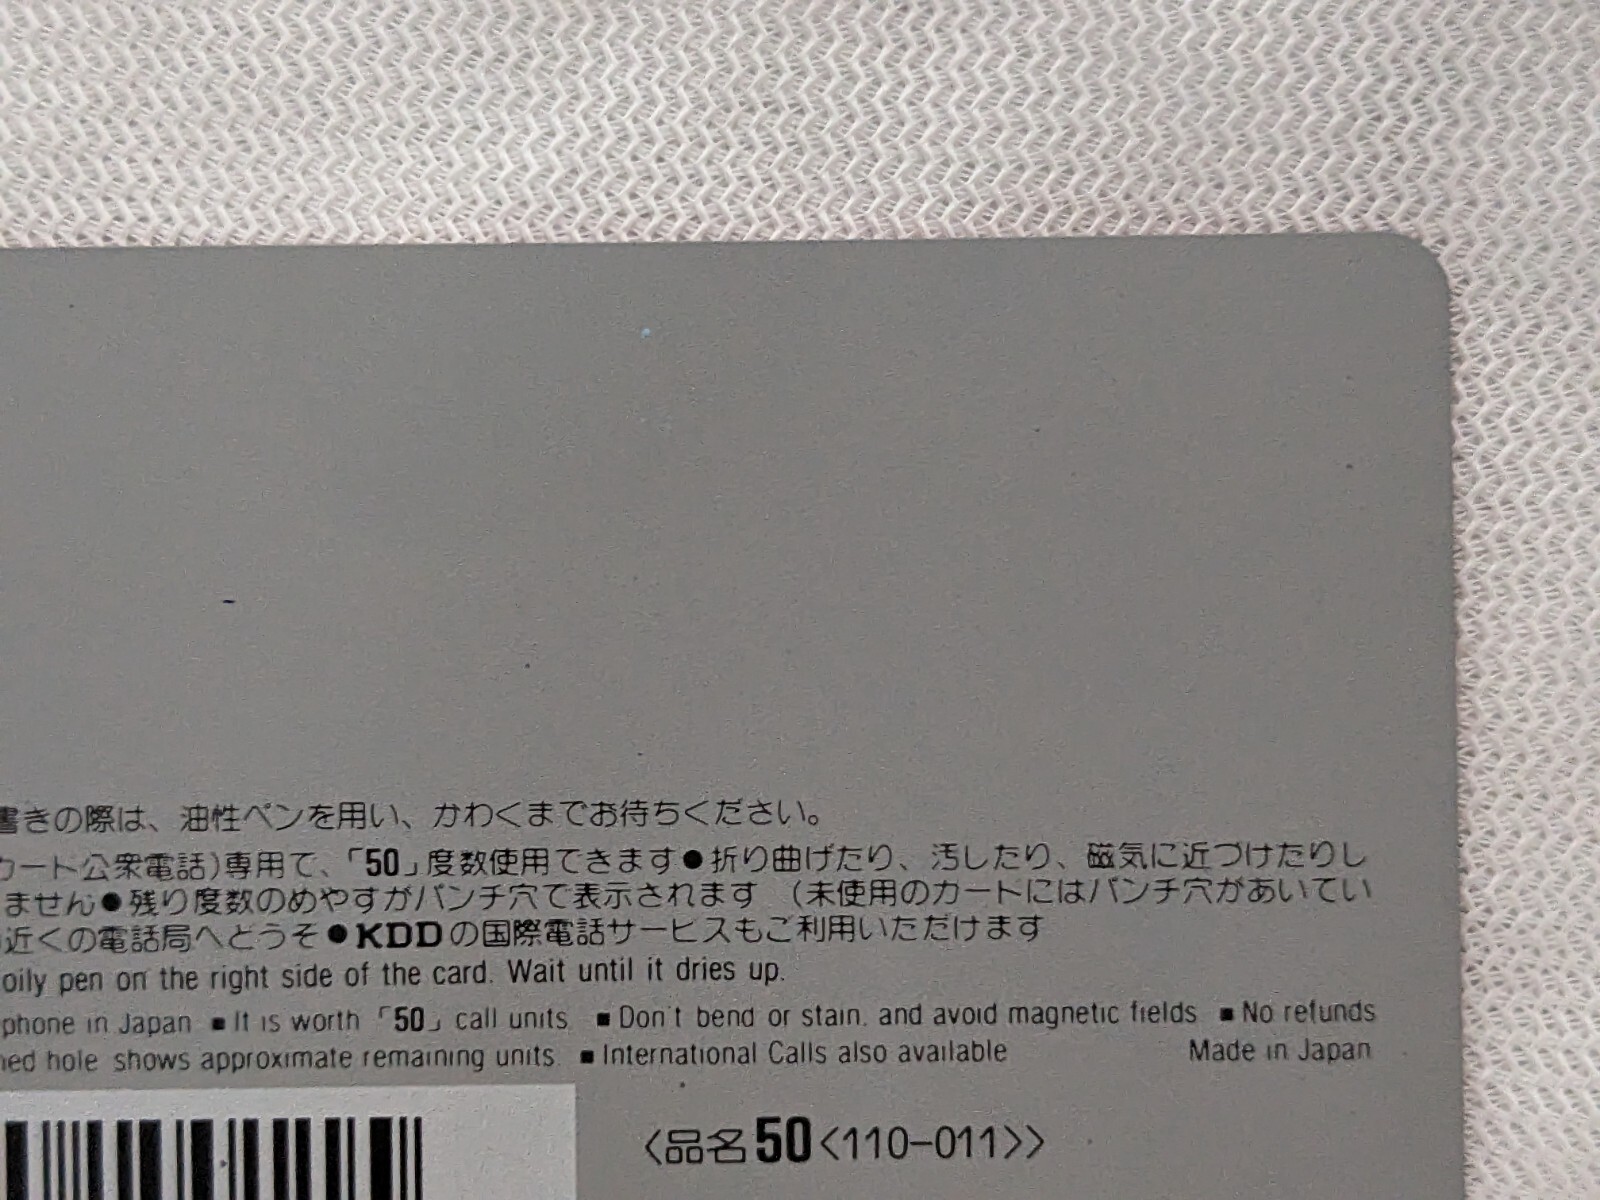 書きの際は、油性ペンを用い、かわくまでお待ちください。
カード公衆電話)専用で、「50」度数使用できます●折り曲げたり、汚したり、磁気に近づけたりし
ません●残り度数のめやすがパンチ穴で表示されます （未使用のカードにはパンチ穴があいてい
近くの電話局へどうぞ●KDDの国際電話サービスもご利用いただけます
oily pen on the right side of the card. Wait until it dries up.
phone in Japan ■It is worth「50」call units ■Don't bend or stain. and avoid magnetic fields ■No refunds
hole shows approximate remaining units ■International Calls also available Made in Japan
〈品名50<110-011>〉